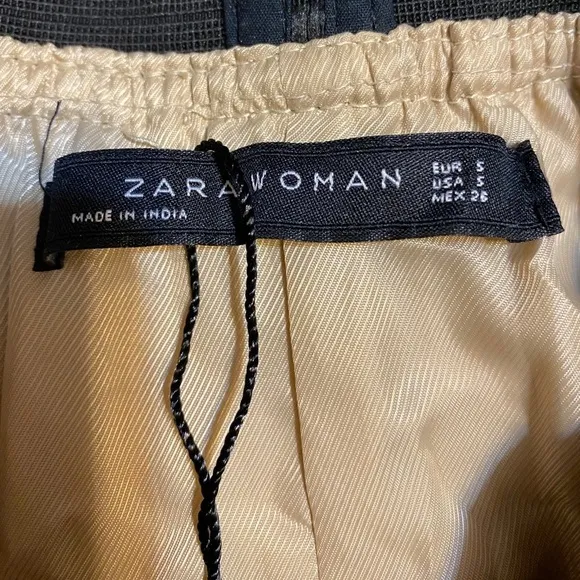 ZARA WOMAN
MADE IN INDIA
EUR S
USA S
MEX 26